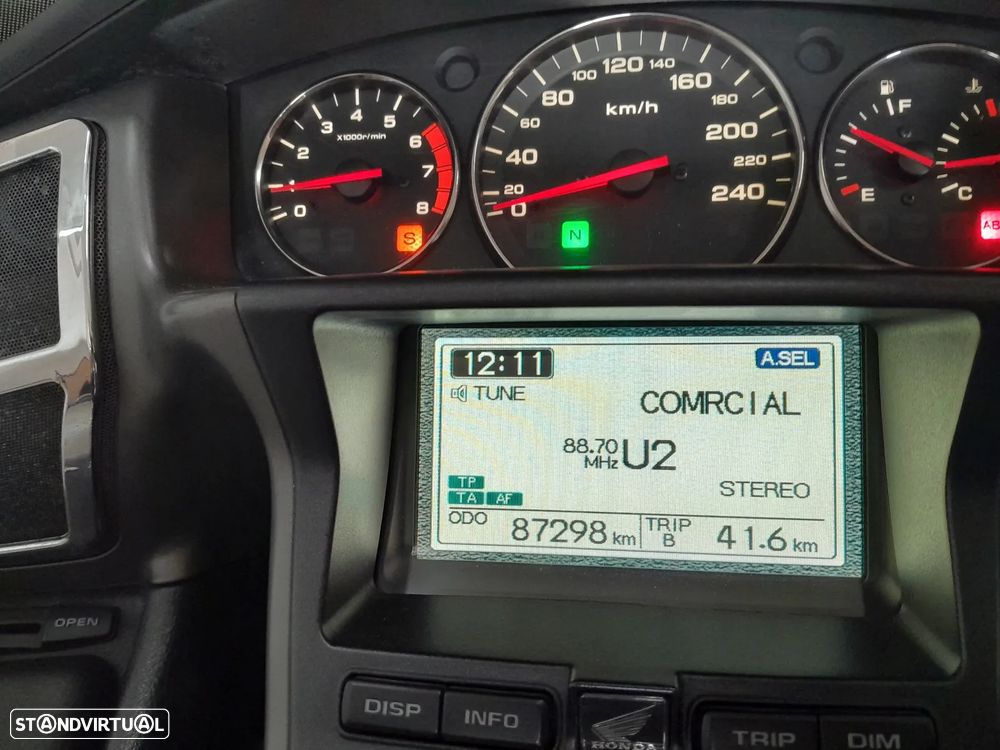 0 1 2 3 4 5 6 7 8
X1000r/min
S
0 20 40 60 80 100 120 140 160 180 200 220 240
km/h
N
F
E
C
AB
12:11
A.SEL
TUNE
COMRCIAL
88.70
MHz
U2
TP
TA AF
STEREO
ODO 87298 km
TRIP B 41.6 km
OPEN
DISP INFO
HONDA
TRIP DIM
STANDVIRTUAL